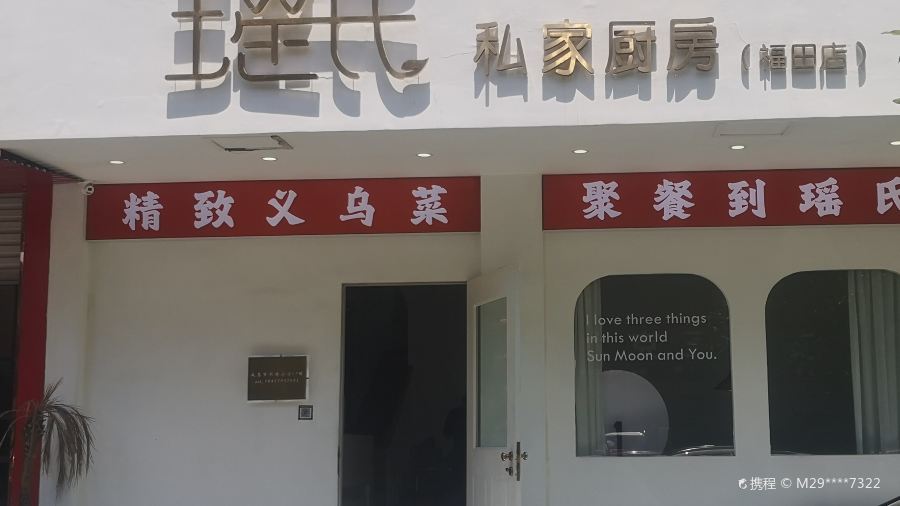 瑶氏 私家厨房（福田店）
精致义乌菜
聚餐到瑶氏
I love three things
in this world
Sun Moon and You.
携程 © M29****7322